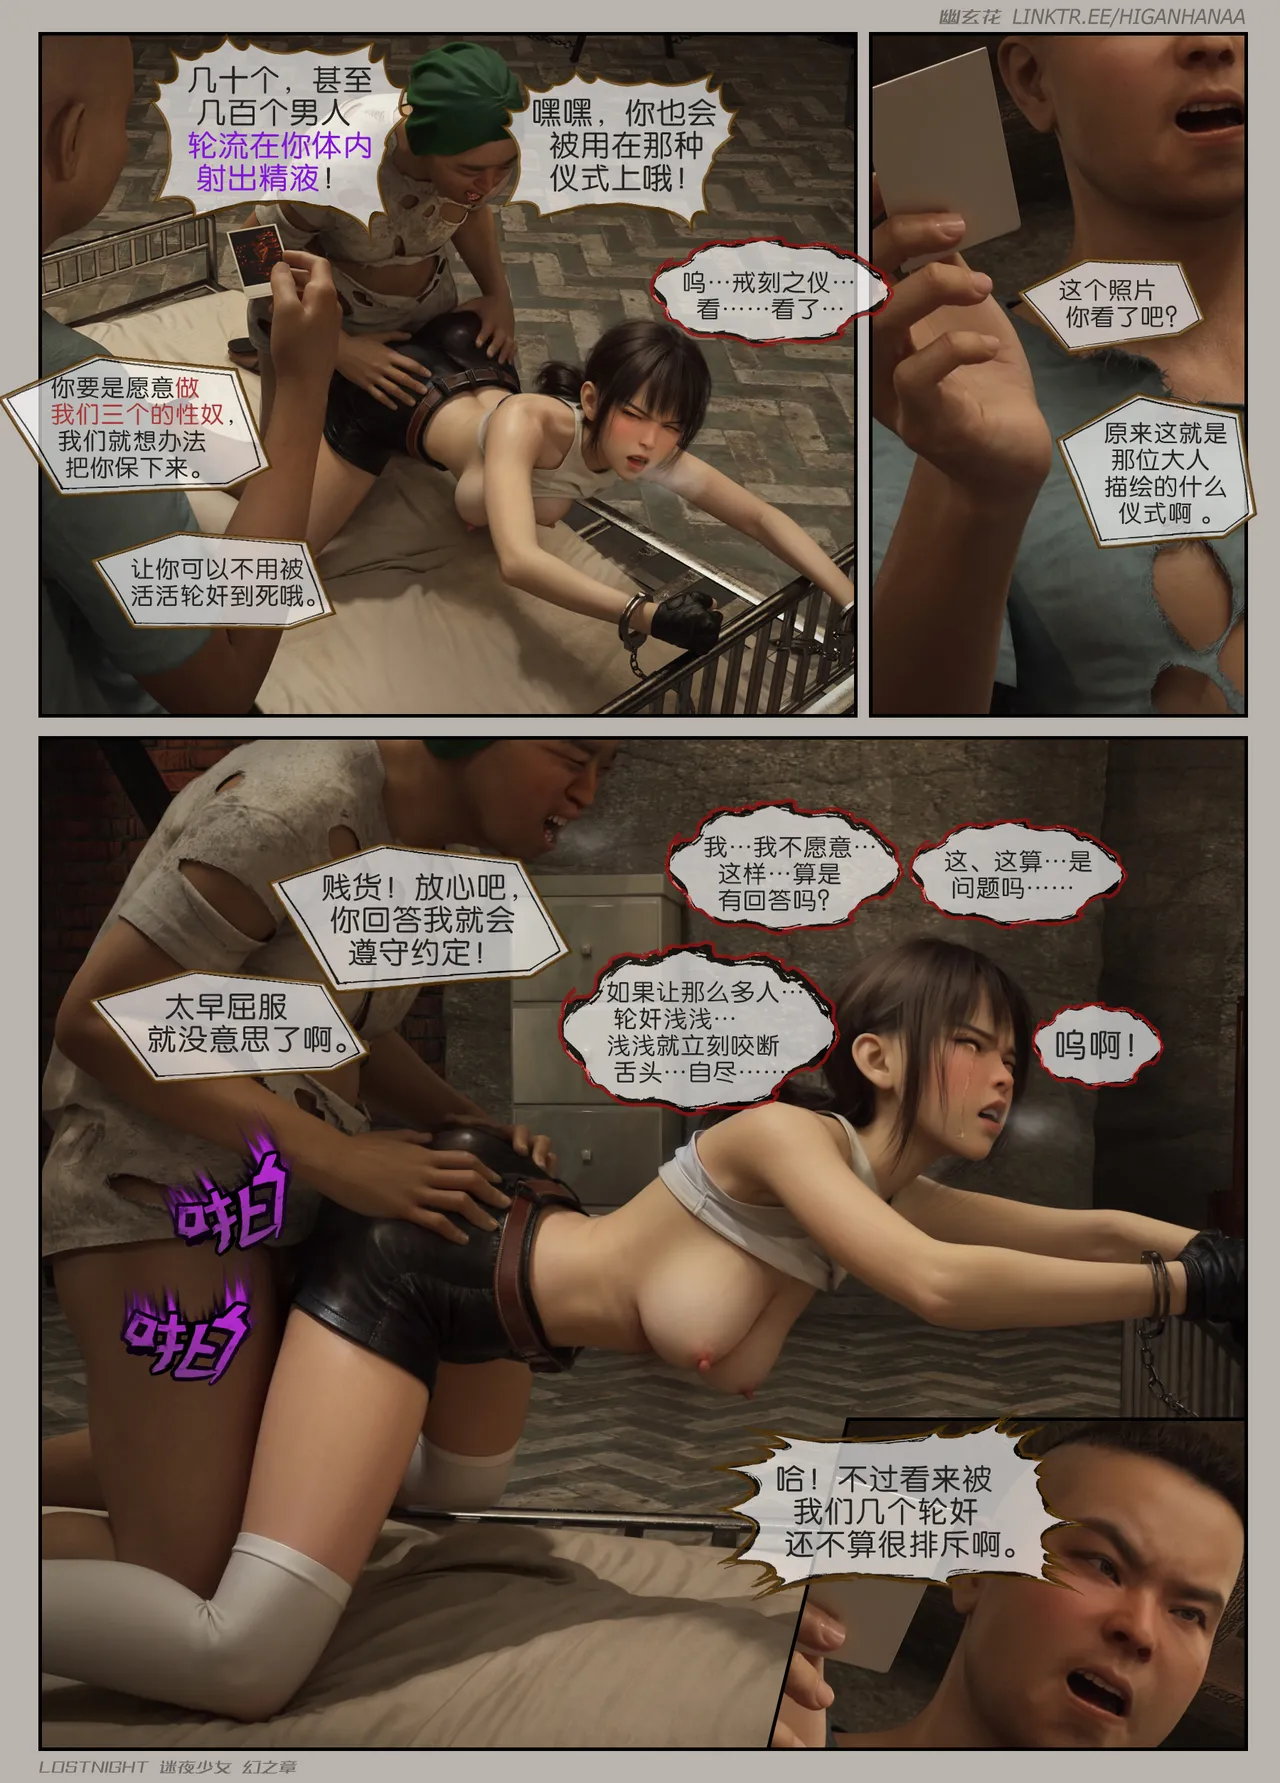 幽玄花 LINKTR.EE/HIGANHANAA
几十个，甚至
几百个男人
轮流在你体内
射出精液！
嘿嘿，你也会
被用在那种
仪式上哦！
呜…戒刻之仪…
看……看了…
你要是愿意做
我们三个的性奴，
我们就想办法
把你保下来。
让你可以不用被
活活轮奸到死哦。
这个照片
你看了吧？
原来这就是
那位大人
描绘的什么
仪式啊 。
贱货！放心吧，
你回答我就会
遵守约定！
太早屈服
就没意思了啊。
我…我不愿意…
这样…算是
有回答吗？
这、这算…是
问题吗……
如果让那么多人…
轮奸浅浅…
浅浅就立刻咬断
舌头…自尽……
呜啊！
啪
啪
哈！不过看来被
我们几个轮奸
还不算很排斥啊。
LOSTNIGHT 迷夜少女 幻之章